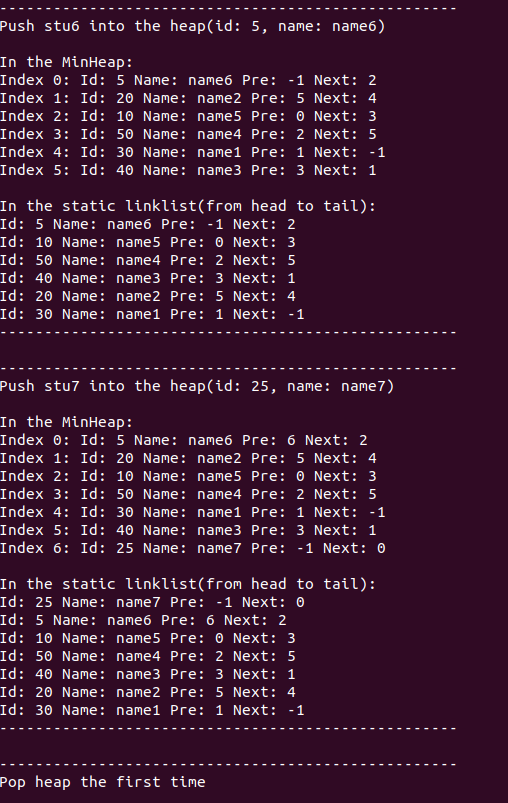 ---------------------------------------------------
Push stu6 into the heap(id: 5, name: name6)

In the MinHeap:
Index 0: Id: 5 Name: name6 Pre: -1 Next: 2
Index 1: Id: 20 Name: name2 Pre: 5 Next: 4
Index 2: Id: 10 Name: name5 Pre: 0 Next: 3
Index 3: Id: 50 Name: name4 Pre: 2 Next: 5
Index 4: Id: 30 Name: name1 Pre: 1 Next: -1
Index 5: Id: 40 Name: name3 Pre: 3 Next: 1

In the static linklist(from head to tail):
Id: 5 Name: name6 Pre: -1 Next: 2
Id: 10 Name: name5 Pre: 0 Next: 3
Id: 50 Name: name4 Pre: 2 Next: 5
Id: 40 Name: name3 Pre: 3 Next: 1
Id: 20 Name: name2 Pre: 5 Next: 4
Id: 30 Name: name1 Pre: 1 Next: -1
---------------------------------------------------

---------------------------------------------------
Push stu7 into the heap(id: 25, name: name7)

In the MinHeap:
Index 0: Id: 5 Name: name6 Pre: 6 Next: 2
Index 1: Id: 20 Name: name2 Pre: 5 Next: 4
Index 2: Id: 10 Name: name5 Pre: 0 Next: 3
Index 3: Id: 50 Name: name4 Pre: 2 Next: 5
Index 4: Id: 30 Name: name1 Pre: 1 Next: -1
Index 5: Id: 40 Name: name3 Pre: 3 Next: 1
Index 6: Id: 25 Name: name7 Pre: -1 Next: 0

In the static linklist(from head to tail):
Id: 25 Name: name7 Pre: -1 Next: 0
Id: 5 Name: name6 Pre: 6 Next: 2
Id: 10 Name: name5 Pre: 0 Next: 3
Id: 50 Name: name4 Pre: 2 Next: 5
Id: 40 Name: name3 Pre: 3 Next: 1
Id: 20 Name: name2 Pre: 5 Next: 4
Id: 30 Name: name1 Pre: 1 Next: -1
---------------------------------------------------

---------------------------------------------------
Pop heap the first time